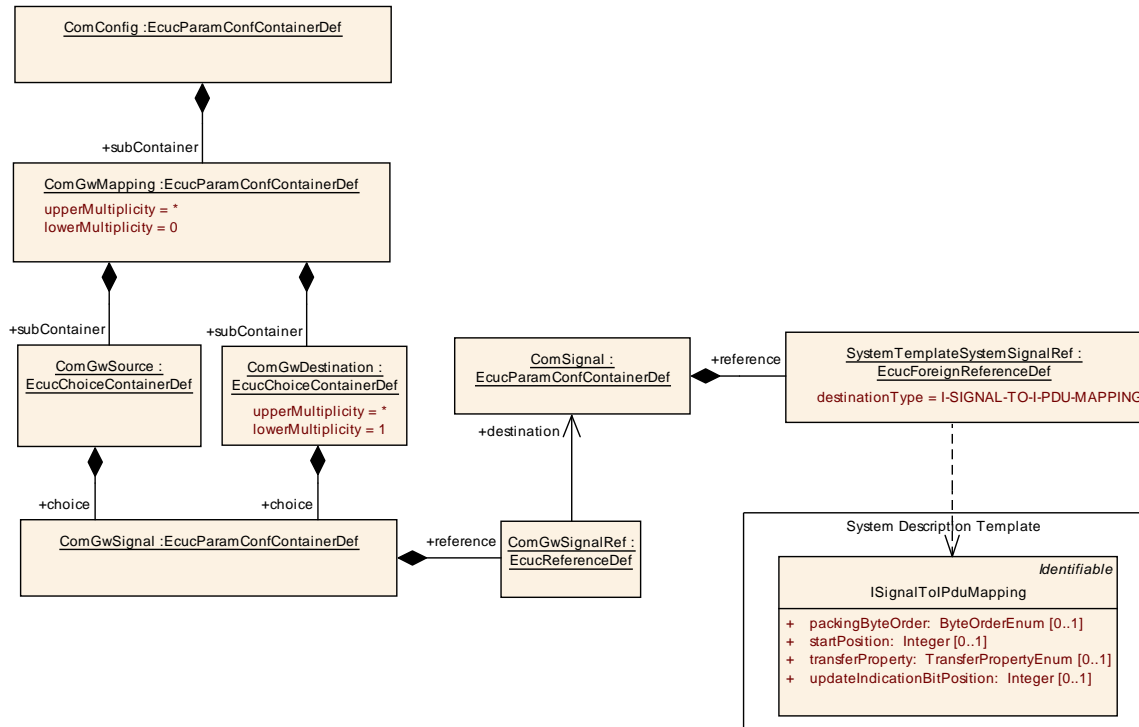 ComConfig :EcucParamConfContainerDef
+subContainer
ComGwMapping :EcucParamConfContainerDef
upperMultiplicity = *
lowerMultiplicity = 0
+subContainer
+subContainer
ComGwSource :
EcucChoiceContainerDef
ComGwDestination :
EcucChoiceContainerDef
upperMultiplicity = *
lowerMultiplicity = 1
+choice
+choice
ComGwSignal :EcucParamConfContainerDef
+reference
ComGwSignalRef :
EcucReferenceDef
+destination
ComSignal :
EcucParamConfContainerDef
+reference
SystemTemplateSystemSignalRef :
EcucForeignReferenceDef
destinationType = I-SIGNAL-TO-I-PDU-MAPPING
System Description Template
Identifiable
ISignalToIPduMapping
+ packingByteOrder: ByteOrderEnum [0..1]
+ startPosition: Integer [0..1]
+ transferProperty: TransferPropertyEnum [0..1]
+ updateIndicationBitPosition: Integer [0..1]